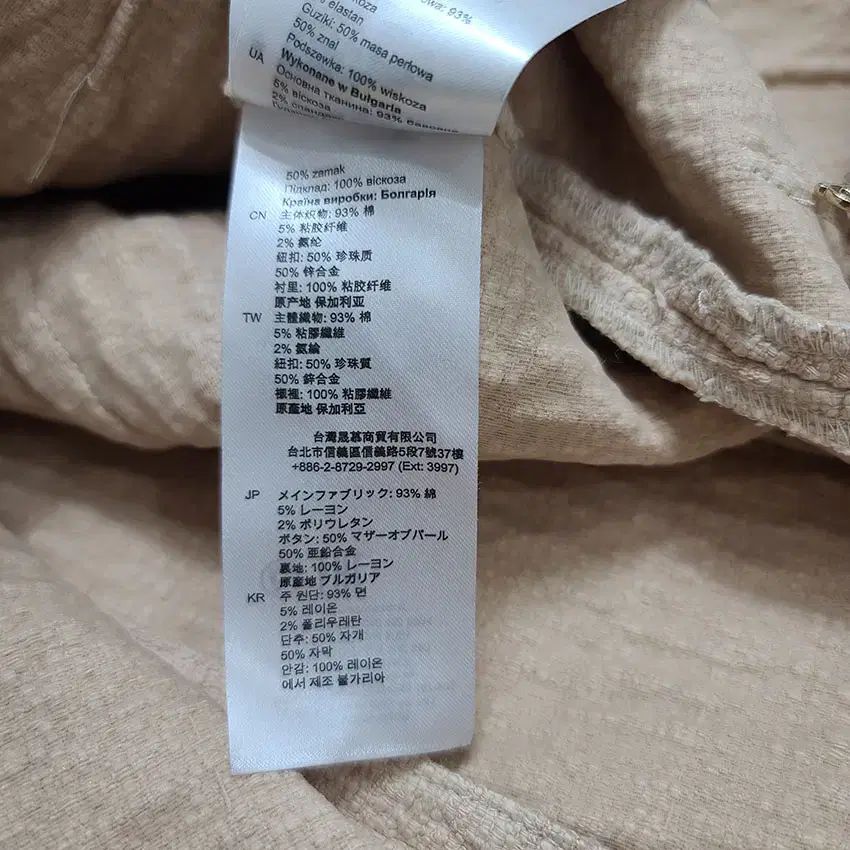 wiskoza
93%
elastan
Guziki: 50% masa perłowa
50% znal
Podszewka: 100% wiskoza
Wykonane w Bułgaria
UA Основна тканина: 93% бавовна
5% віскоза
2% спандекс
50% zamak
Підклад: 100% віскоза
Країна виробки: Болгарія
CN 主体织物: 93% 棉
5% 粘胶纤维
2% 氨纶
纽扣: 50% 珍珠质
50% 锌合金
衬里: 100% 粘胶纤维
原产地 保加利亚
TW 主體織物: 93% 棉
5% 粘膠纖維
2% 氨綸
紐扣: 50% 珍珠質
50% 鋅合金
襯裡: 100% 粘膠纖維
原產地 保加利亞
台灣晟慕商貿有限公司
台北市信義區信義路5段7號37樓
+886-2-8729-2997 (Ext: 3997)
JP メインファブリック: 93% 綿
5% レーヨン
2% ポリウレタン
ボタン: 50% マザーオブパール
50% 亜鉛合金
裏地: 100% レーヨン
原産地 ブルガリア
KR 주 원단: 93% 면
5% 레이온
2% 폴리우레탄
단추: 50% 자개
50% 자막
안감: 100% 레이온
에서 제조 불가리아